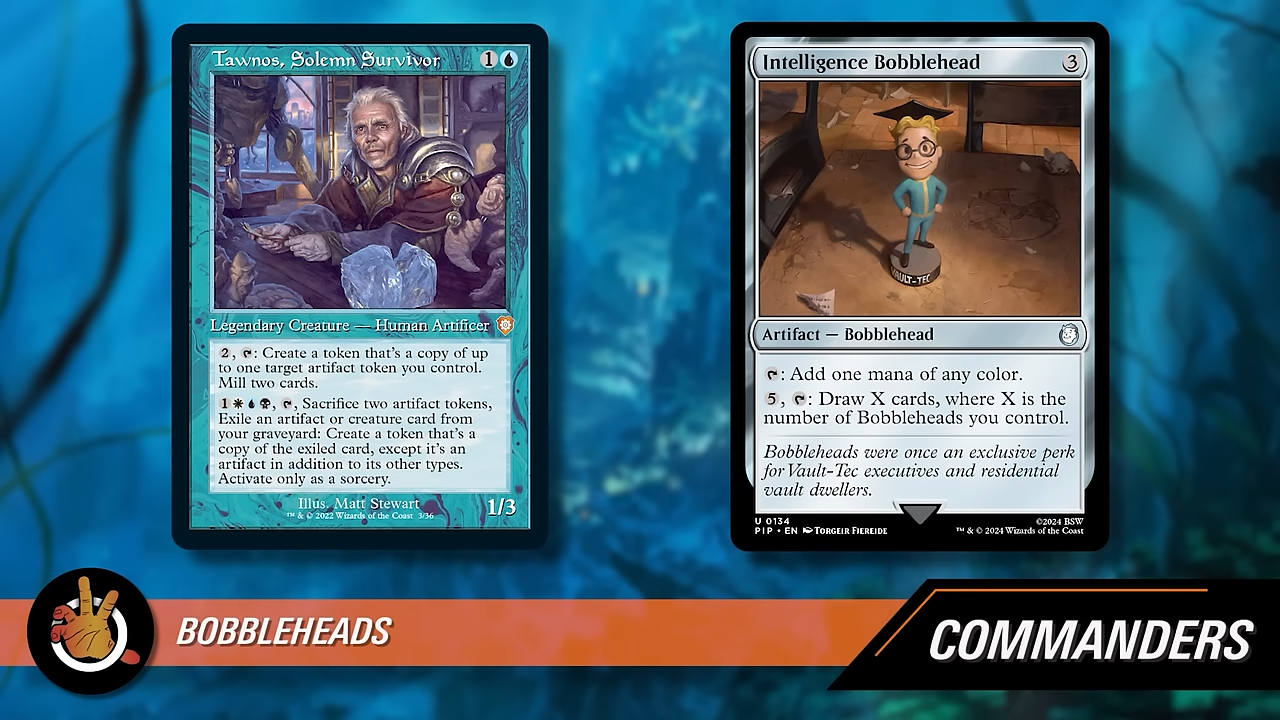 Tawnos, Solemn Survivor 1
Legendary Creature — Human Artificer
2, : Create a token that's a copy of up
to one target artifact token you control.
Mill two cards.
1 , , Sacrifice two artifact tokens,
Exile an artifact or creature card from
your graveyard: Create a token that's a
copy of the exiled card, except it's an
artifact in addition to its other types.
Activate only as a sorcery.
Illus. Matt Stewart
™ & © 2022 Wizards of the Coast 3/36
1/3
Intelligence Bobblehead 3
VAULT-TEC
Artifact — Bobblehead
: Add one mana of any color.
5, : Draw X cards, where X is the
number of Bobbleheads you control.
Bobbleheads were once an exclusive perk
for Vault-Tec executives and residential
vault dwellers.
U 0134
PIP • EN Torgeir Fjereide
©2024 BSW
™ & © 2024 Wizards of the Coast
BOBBLEHEADS
COMMANDERS